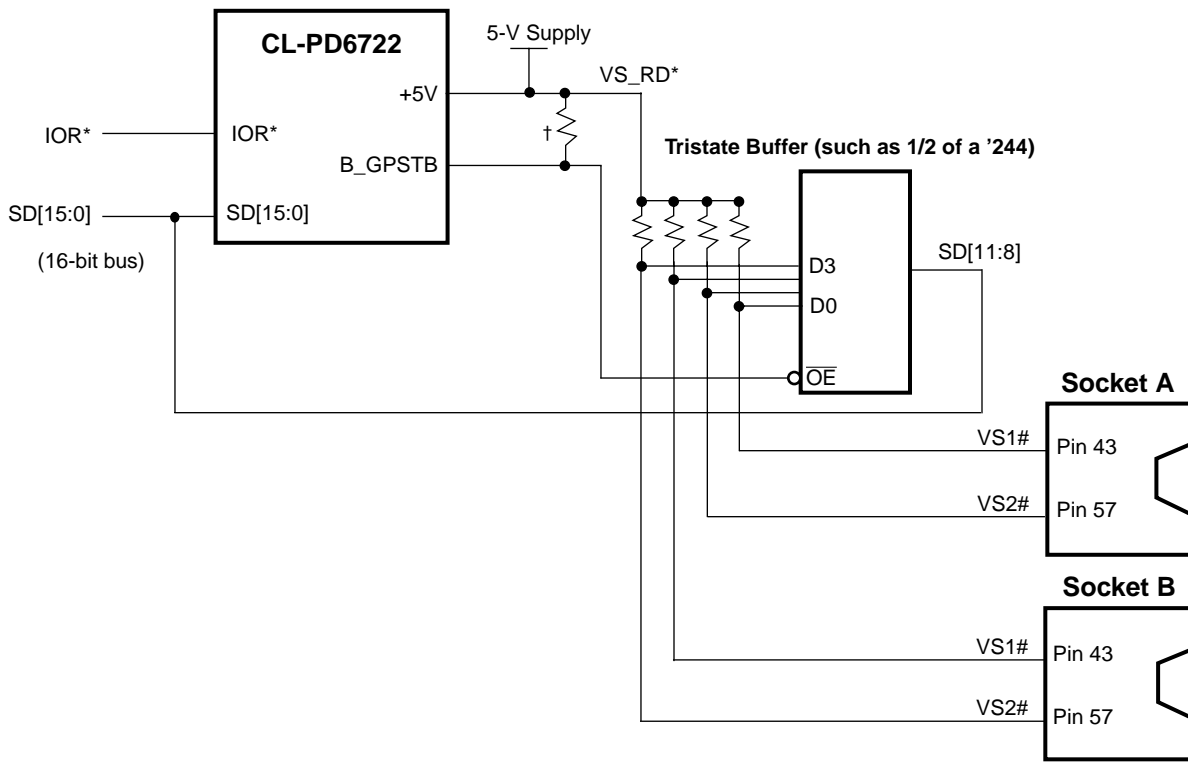 CL-PD6722
5-V Supply
VS_RD*
+5V
†
IOR*
IOR*
B_GPSTB
Tristate Buffer (such as 1/2 of a ’244)
SD[15:0]
SD[15:0]
(16-bit bus)
SD[11:8]
D3
D0
OE
Socket A
VS1#
Pin 43
VS2#
Pin 57
Socket B
VS1#
Pin 43
VS2#
Pin 57